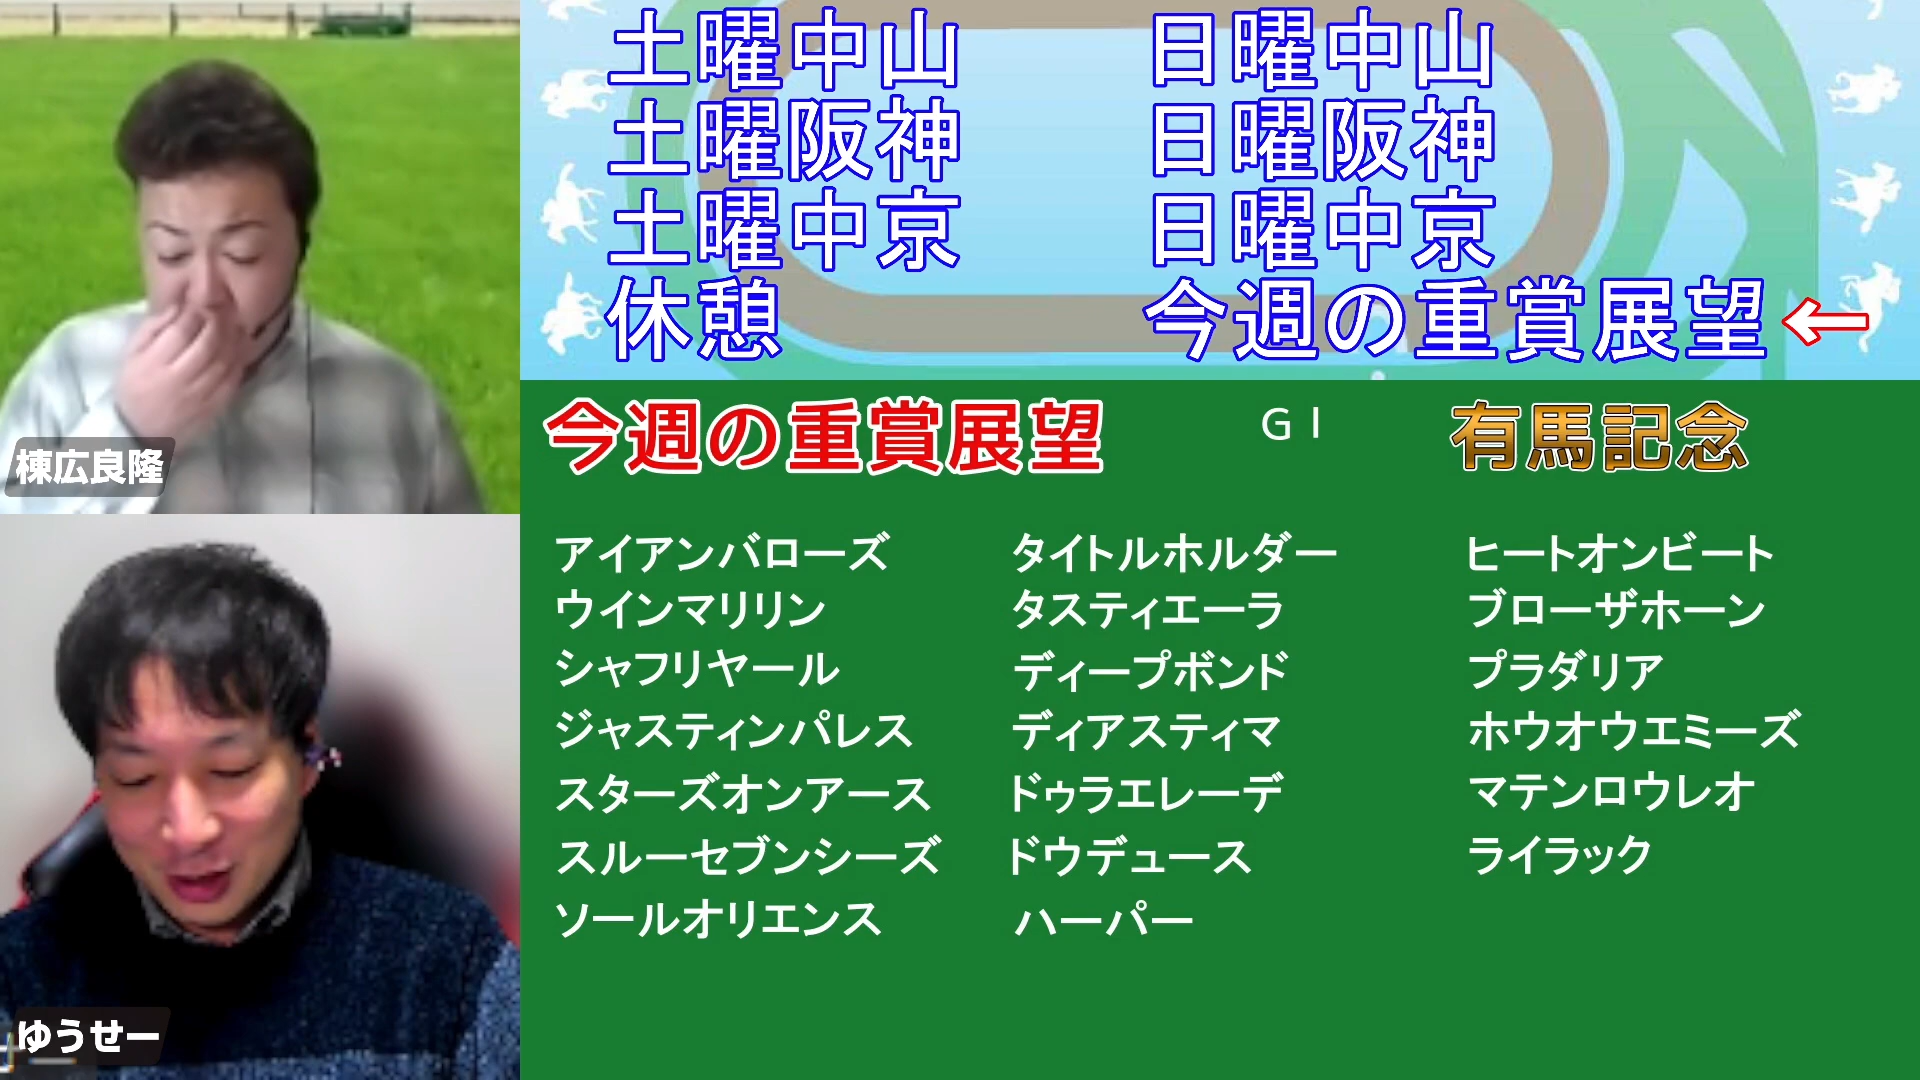 土曜中山
土曜阪神
土曜中京
休憩
日曜中山
日曜阪神
日曜中京
今週の重賞展望←
今週の重賞展望
GⅠ
有馬記念
アイアンバローズ
ウインマリリン
シャフリヤール
ジャスティンパレス
スターズオンアース
スルーセブンシーズ
ソールオリエンス
タイトルホルダー
タスティエーラ
ディープボンド
ディアスティマ
ドゥラエレーデ
ドウデュース
ハーパー
ヒートオンビート
ブローザホーン
プラダリア
ホウオウエミーズ
マテンロウレオ
ライラック
棟広良隆
ゆうせー